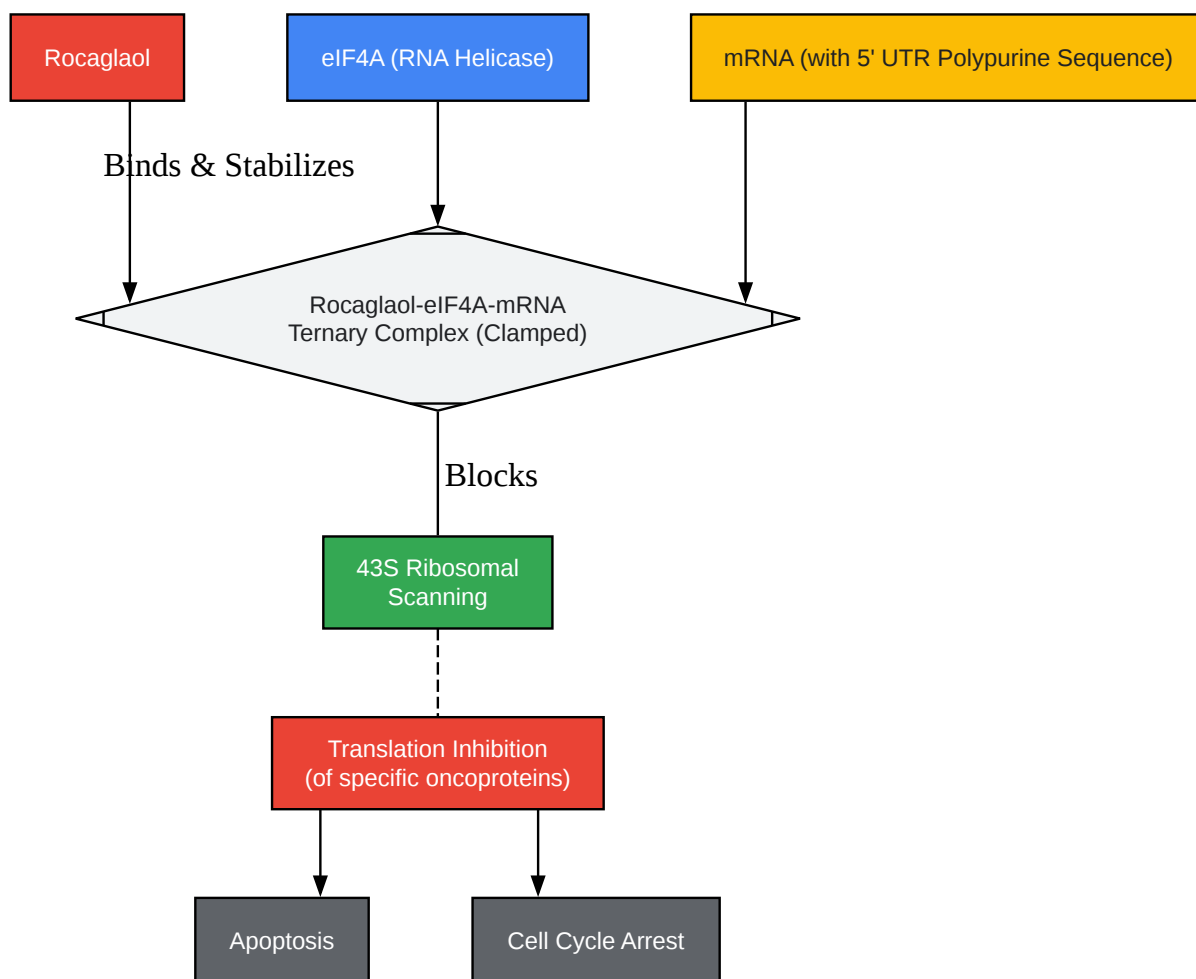 Rocaglaol
eIF4A (RNA Helicase)
mRNA (with 5' UTR Polypurine Sequence)
Binds & Stabilizes
Rocaglaol-eIF4A-mRNA
Ternary Complex (Clamped)
Blocks
43S Ribosomal
Scanning
Translation Inhibition
(of specific oncoproteins)
Apoptosis
Cell Cycle Arrest